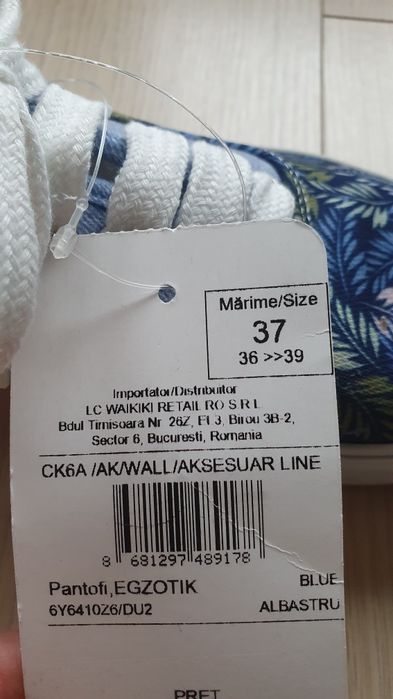 Mărime/Size
37
36 >>39
Importator/Distribuitor
LC WAIKIKI RETAIL RO S R L
Bdul Timisoara Nr 26Z, Et 3, Birou 3B-2,
Sector 6, Bucuresti, Romania
CK6A /AK/WALL/AKSESUAR LINE
8 681297 489178
Pantofi,EGZOTIK BLUE
6Y6410Z6/DU2 ALBASTRU
PRET